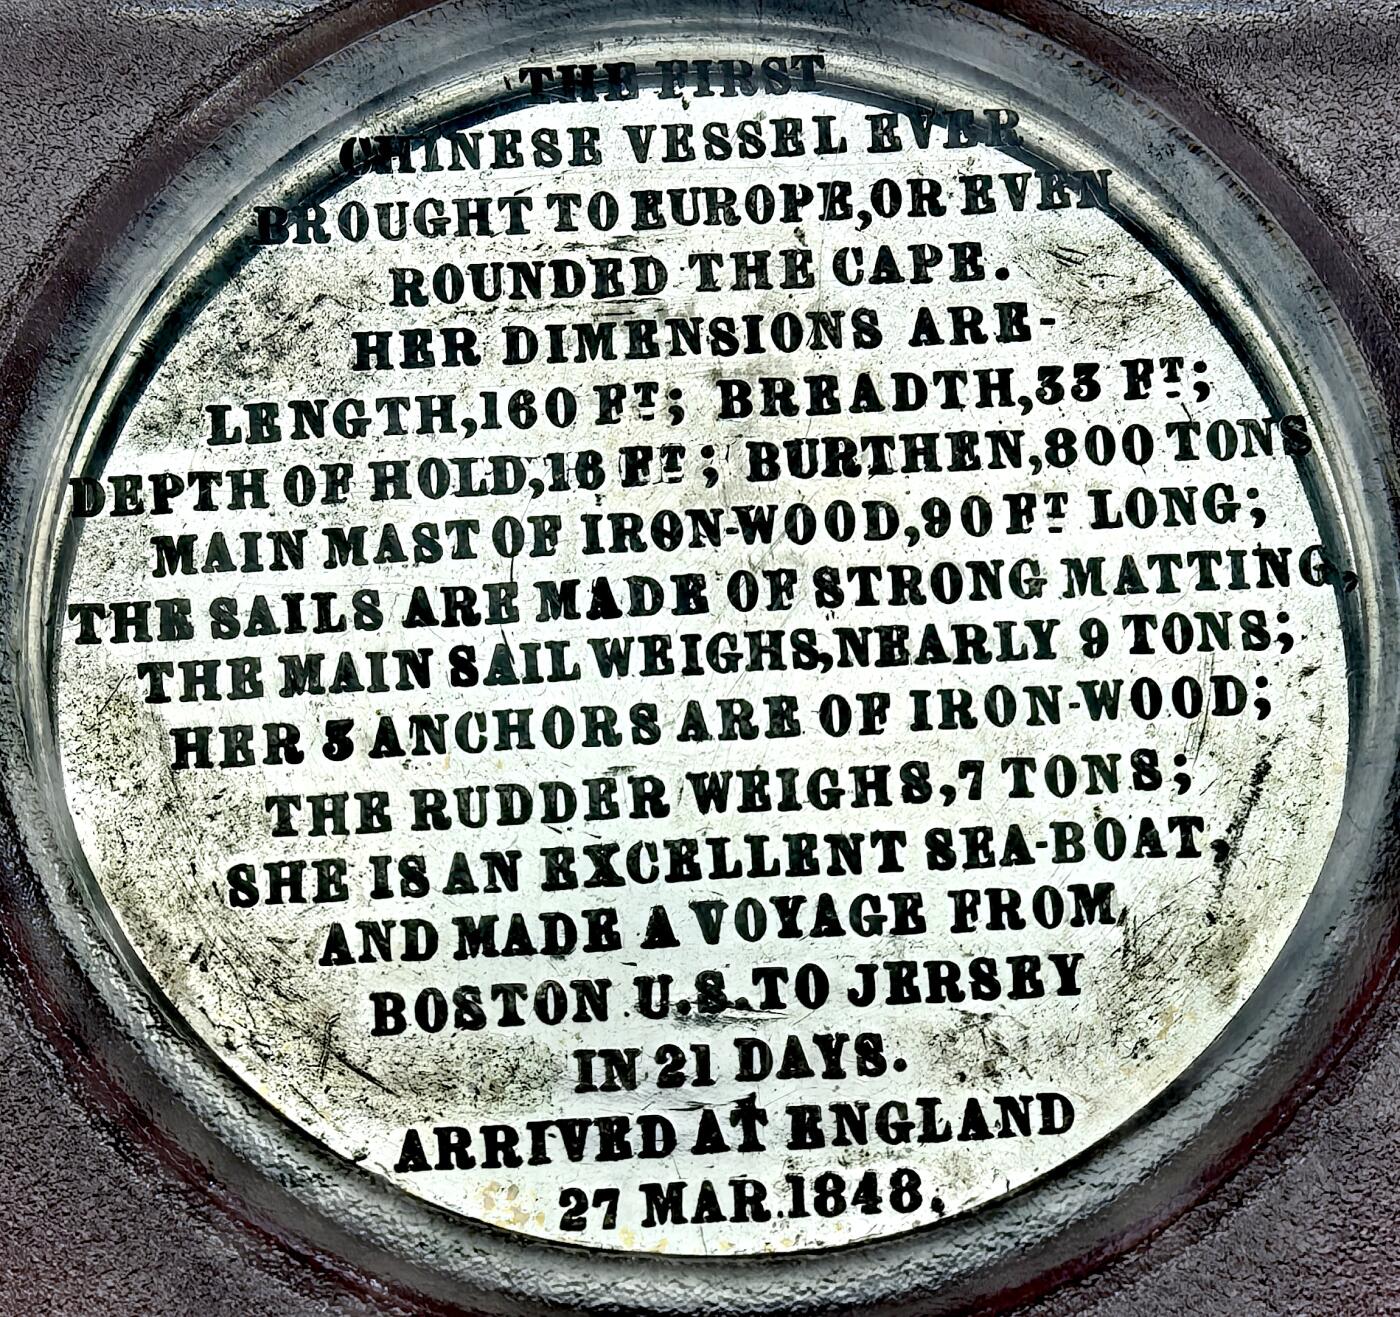 THE FIRST
CHINESE VESSEL EVER
BROUGHT TO EUROPE, OR EVEN
ROUNDED THE CAPE.
HER DIMENSIONS ARE-
LENGTH, 160 FT; BREADTH, 33 FT;
DEPTH OF HOLD, 16 FT; BURTHEN, 800 TONS
MAIN MAST OF IRON-WOOD, 90 FT LONG;
THE SAILS ARE MADE OF STRONG MATTING,
THE MAIN SAIL WEIGHS, NEARLY 9 TONS;
HER 3 ANCHORS ARE OF IRON-WOOD;
THE RUDDER WEIGHS, 7 TONS;
SHE IS AN EXCELLENT SEA-BOAT,
AND MADE A VOYAGE FROM
BOSTON U.S. TO JERSEY
IN 21 DAYS.
ARRIVED AT ENGLAND
27 MAR. 1848.